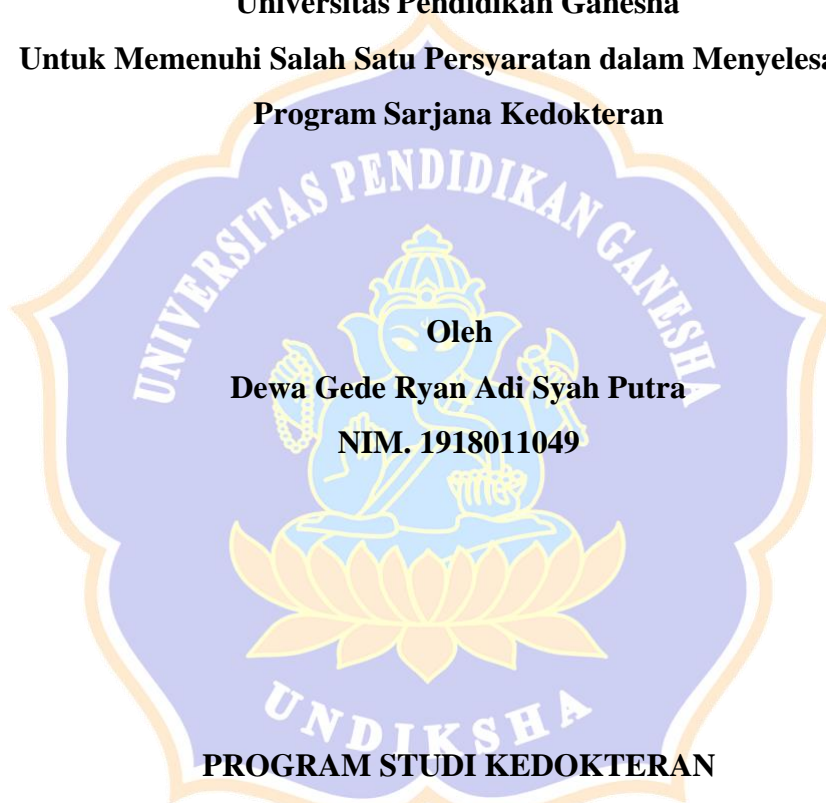 Universitas Pendidikan Ganesha
Untuk Memenuhi Salah Satu Persyaratan dalam
Program Sarjana Kedokteran
UNIVERSITAS PENDIDIKAN GANESHA
Oleh
Dewa Gede Ryan Adi Syah Putra
NIM. 1918011049
UNDIKSHA
PROGRAM STUDI KEDOKTERAN